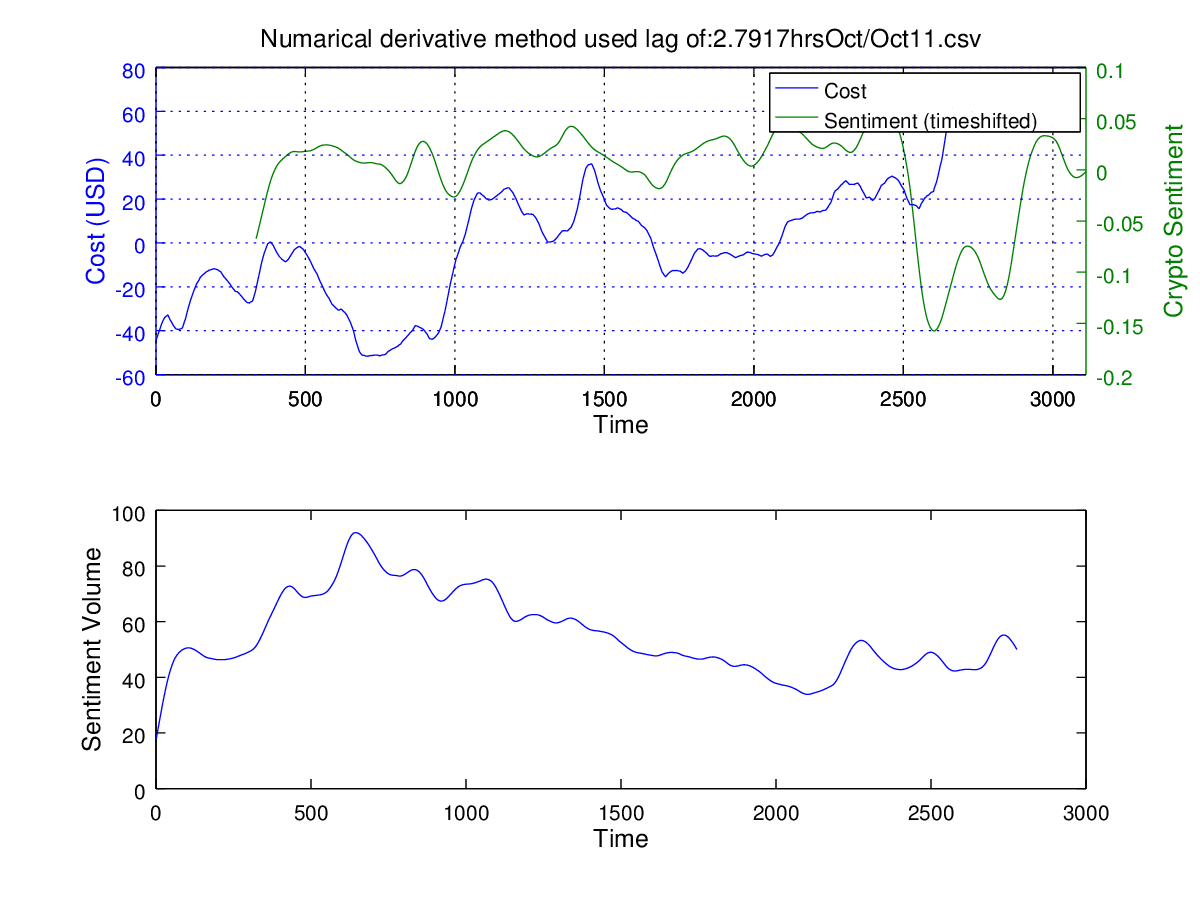 Numarical derivative method used lag of:2.7917hrsOct/Oct11.csv
80
60
40
20
0
-20
-40
-60
Cost (USD)
Cost
Sentiment (timeshifted)
0.1
0.05
0
-0.05
-0.1
-0.15
-0.2
Crypto Sentiment
0 500 1000 1500 2000 2500 3000
Time
100
80
60
40
20
0
Sentiment Volume
0 500 1000 1500 2000 2500 3000
Time